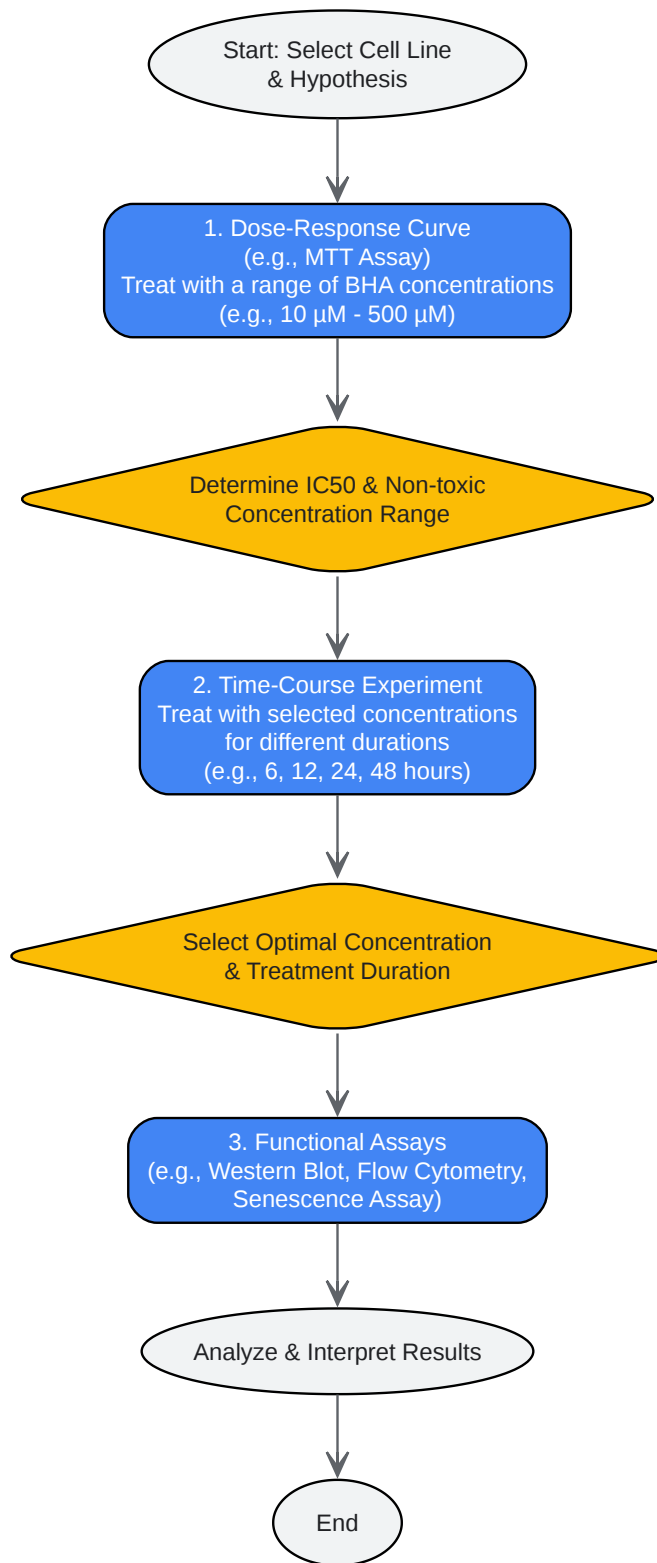 Start: Select Cell Line
& Hypothesis
1. Dose-Response Curve
(e.g., MTT Assay)
Treat with a range of BHA concentrations
(e.g., 10 µM - 500 µM)
Determine IC50 & Non-toxic
Concentration Range
2. Time-Course Experiment
Treat with selected concentrations
for different durations
(e.g., 6, 12, 24, 48 hours)
Select Optimal Concentration
& Treatment Duration
3. Functional Assays
(e.g., Western Blot, Flow Cytometry,
Senescence Assay)
Analyze & Interpret Results
End